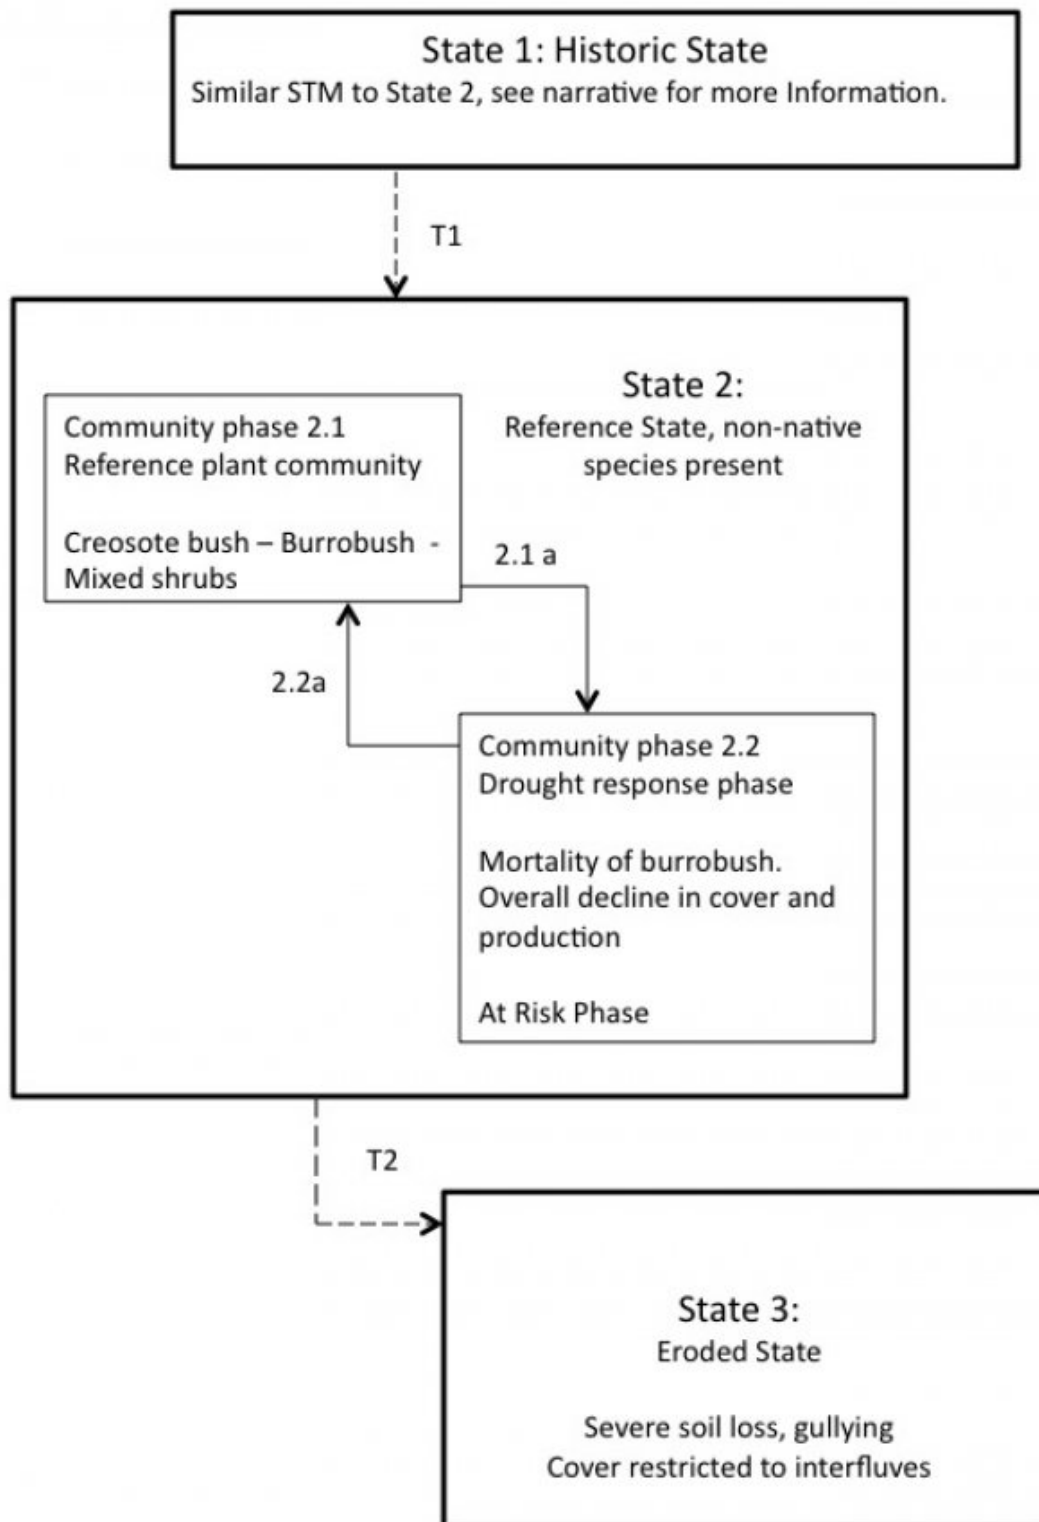 State 1: Historic State
Similar STM to State 2, see narrative for more Information.
T1
State 2:
Reference State, non-native
species present
Community phase 2.1
Reference plant community
Creosote bush – Burrobush -
Mixed shrubs
2.1 a
2.2a
Community phase 2.2
Drought response phase
Mortality of burrobush.
Overall decline in cover and
production
At Risk Phase
T2
State 3:
Eroded State
Severe soil loss, gullying
Cover restricted to interfluves